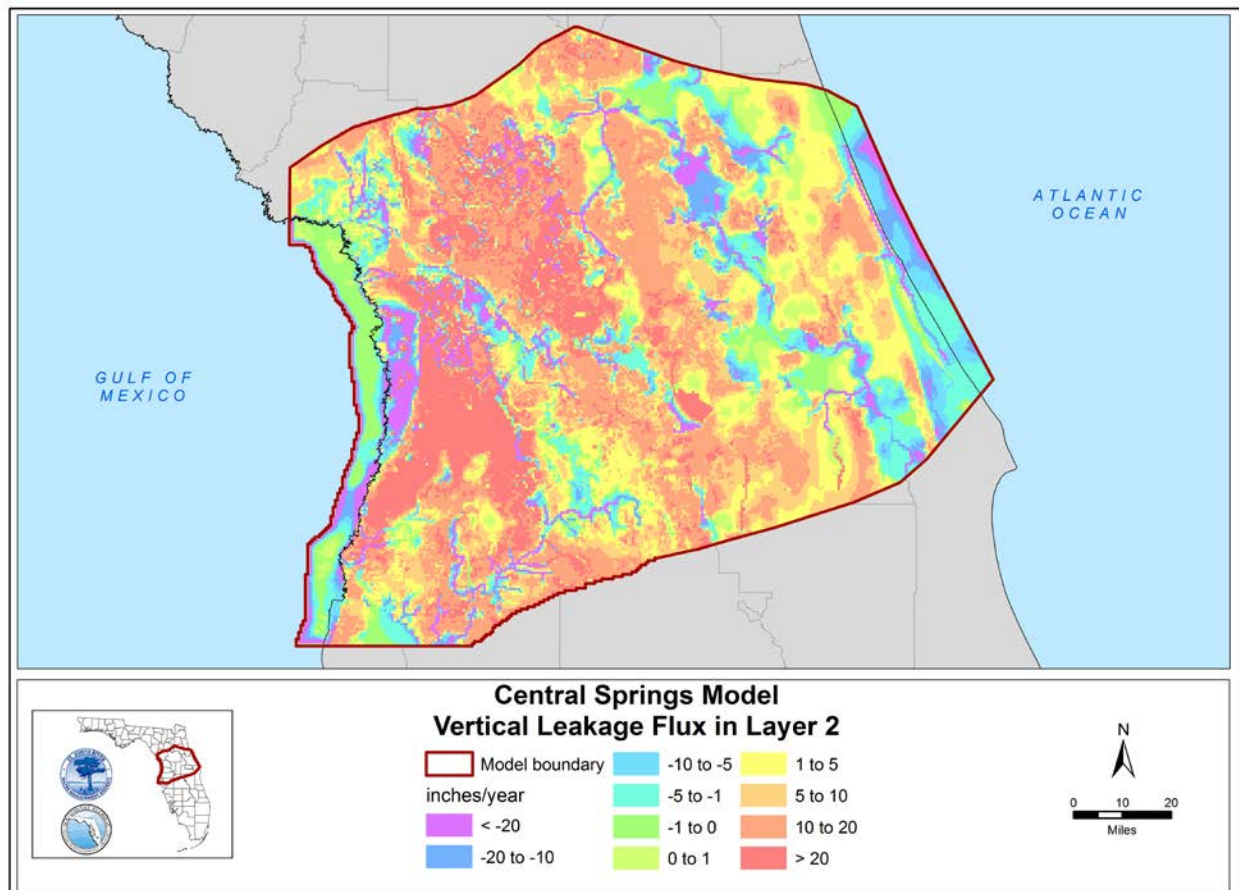 GULF OF
MEXICO
ATLANTIC
OCEAN
Central Springs Model
Vertical Leakage Flux in Layer 2
Model boundary
inches/year
< -20
-20 to -10
-10 to -5
-5 to -1
-1 to 0
0 to 1
1 to 5
5 to 10
10 to 20
> 20
N
0 10 20
Miles